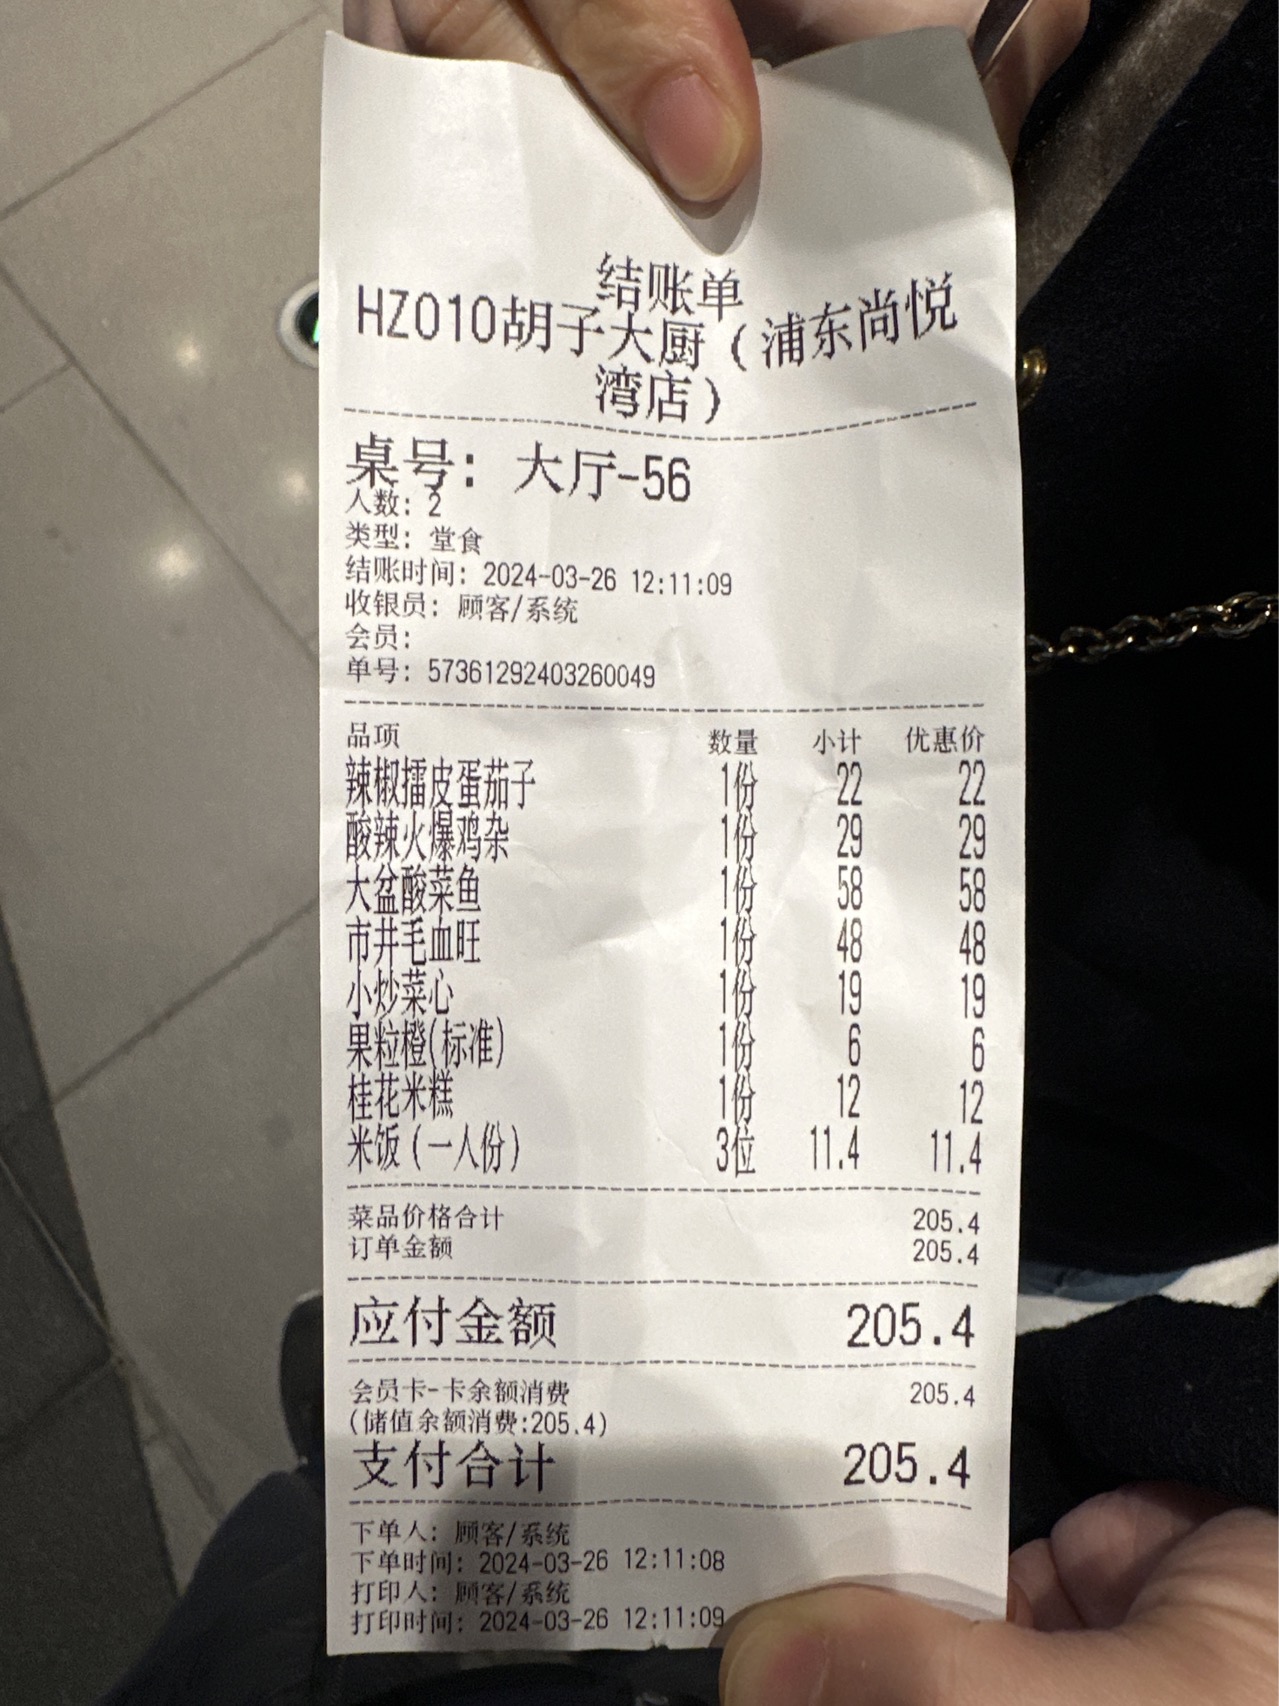 结账单
HZ010胡子大厨（浦东尚悦
湾店）
桌号：大厅-56
人数：2
类型：堂食
结账时间：2024-03-26 12:11:09
收银员：顾客/系统
会员：
单号：57361292403260049
品项 数量 小计 优惠价
辣椒擂皮蛋茄子 1份 22 22
酸辣火爆鸡杂 1份 29 29
大盆酸菜鱼 1份 58 58
市井毛血旺 1份 48 48
小炒菜心 1份 19 19
果粒橙(标准) 1份 6 6
桂花米糕 1份 12 12
米饭（一人份） 3位 11.4 11.4
菜品价格合计 205.4
订单金额 205.4
应付金额 205.4
会员卡-卡余额消费 205.4
(储值余额消费:205.4)
支付合计 205.4
下单人：顾客/系统
下单时间：2024-03-26 12:11:08
打印人：顾客/系统
打印时间：2024-03-26 12:11:09